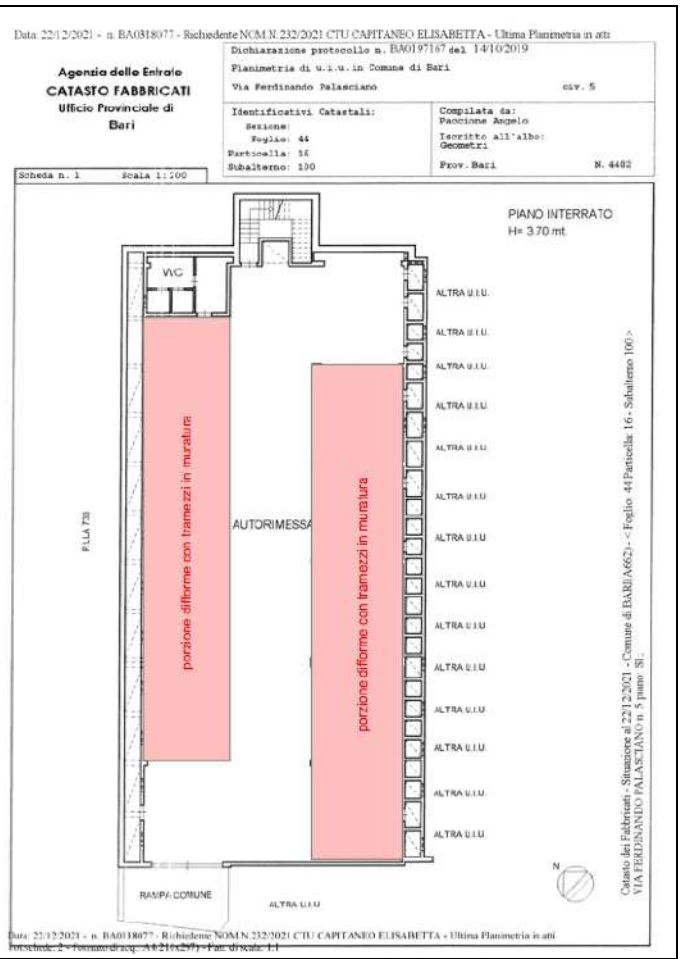 Data: 22/12/2021 - n. BA0318077 - Richiedente NOM.N.232/2021 CTU CAPITANEO ELISABETTA - Ultima Planimetria in atti
Agenzia delle Entrate
CATASTO FABBRICATI
Ufficio Provinciale di
Bari
Dichiarazione protocollo n. BA0197167 del 14/10/2019
Planimetria di u.i.u. in Comune di Bari
Via Ferdinando Palasciano civ. 5
Identificativi Catastali:
Sezione:
Foglio: 44
Particella: 16
Subalterno: 100
Compilata da:
Paccione Angelo
Iscritto all'albo:
Geometri
Prov. Bari N. 4482
Scheda n. 1 Scala 1:200
PIANO INTERRATO
H= 3.70 mt.
WC
ALTRA U.I.U.
ALTRA U.I.U.
ALTRA U.I.U.
ALTRA U.I.U.
ALTRA U.I.U.
ALTRA U.I.U.
ALTRA U.I.U.
ALTRA U.I.U.
ALTRA U.I.U.
ALTRA U.I.U.
ALTRA U.I.U.
ALTRA U.I.U.
ALTRA U.I.U.
ALTRA U.I.U.
porzione difforme con tramezzi in muratura
AUTORIMESSA
porzione difforme con tramezzi in muratura
P.LLA 733
RAMPA COMUNE
ALTRA U.I.U
N
Catasto dei Fabbricati - Situazione al 22/12/2021 - Comune di BARI(A662) - < Foglio 44 Particella: 16 - Subalterno 100 >
VIA FERDINANDO PALASCIANO n. 5 piano: S1;
Data: 22/12/2021 - n. BA0318077 - Richiedente NOM.N.232/2021 CTU CAPITANEO ELISABETTA - Ultima Planimetria in atti
Tot.schede: 2 - Formato di acq.: A4(210x297) - Fatt. di scala: 1:1